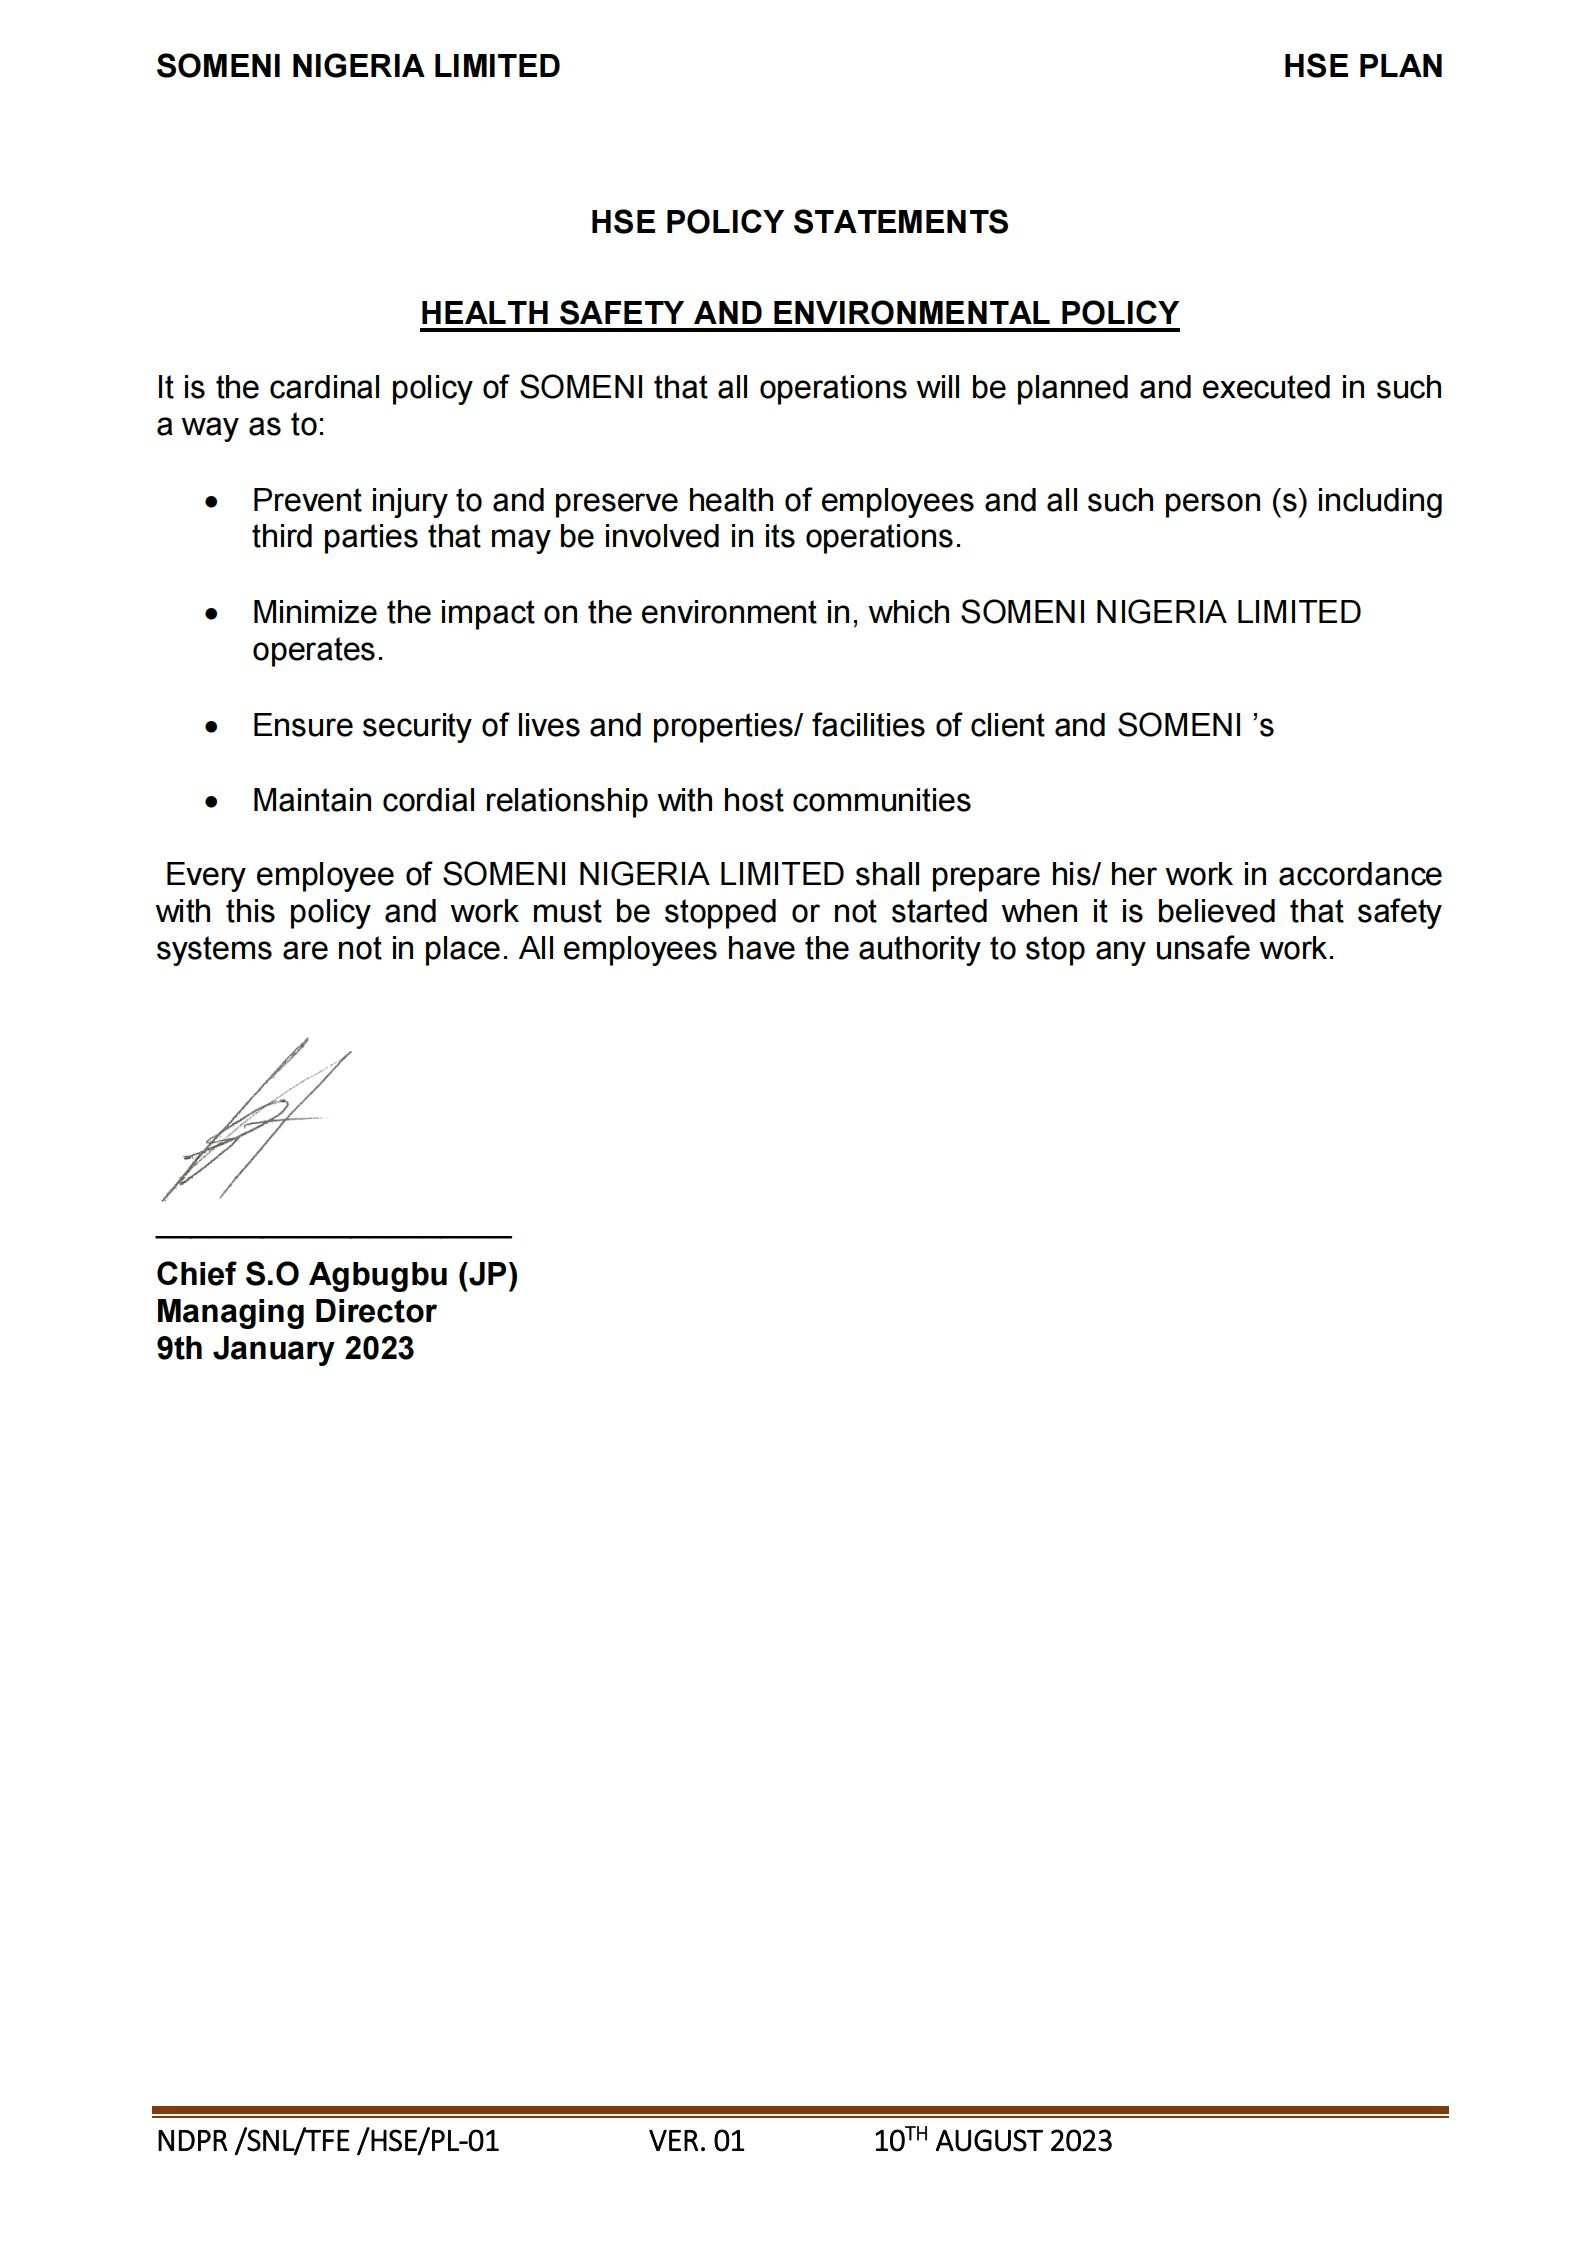 SOMENI NIGERIA LIMITED HSE PLAN
HSE POLICY STATEMENTS
HEALTH SAFETY AND ENVIRONMENTAL POLICY
It is the cardinal policy of SOMENI that all operations will be planned and executed in such
a way as to:
• Prevent injury to and preserve health of employees and all such person (s) including
third parties that may be involved in its operations.
• Minimize the impact on the environment in, which SOMENI NIGERIA LIMITED
operates.
• Ensure security of lives and properties/ facilities of client and SOMENI ’s
• Maintain cordial relationship with host communities
Every employee of SOMENI NIGERIA LIMITED shall prepare his/ her work in accordance
with this policy and work must be stopped or not started when it is believed that safety
systems are not in place. All employees have the authority to stop any unsafe work.
Chief S.O Agbugbu (JP)
Managing Director
9th January 2023
NDPR /SNL/TFE /HSE/PL-01 VER. 01 10TH AUGUST 2023